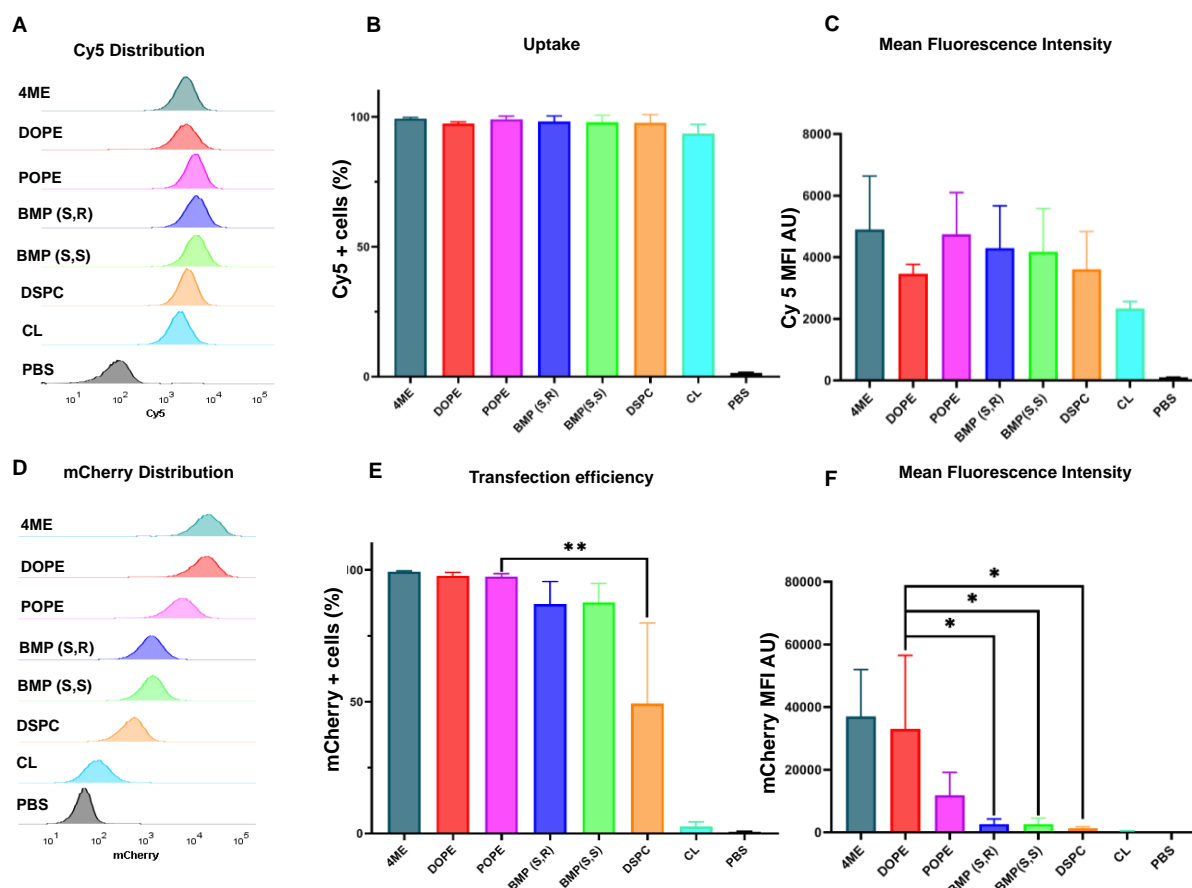 A
Cy5 Distribution
4ME
DOPE
POPE
BMP (S,R)
BMP (S,S)
DSPC
CL
PBS
10¹ 10² 10³ 10⁴ 10⁵
Cy5
B
Uptake
Cy5 + cells (%)
100
50
0
4ME DOPE POPE BMP (S,R) BMP(S,S) DSPC CL PBS
C
Mean Fluorescence Intensity
Cy 5 MFI AU
8000
6000
4000
2000
0
4ME DOPE POPE BMP (S,R) BMP(S,S) DSPC CL PBS
D
mCherry Distribution
4ME
DOPE
POPE
BMP (S,R)
BMP (S,S)
DSPC
CL
PBS
10¹ 10² 10³ 10⁴ 10⁵
mCherry
E
Transfection efficiency
**
mCherry + cells (%)
100
50
0
4ME DOPE POPE BMP (S,R) BMP(S,S) DSPC CL PBS
F
Mean Fluorescence Intensity
*
*
*
mCherry MFI AU
80000
60000
40000
20000
0
4ME DOPE POPE BMP (S,R) BMP(S,S) DSPC CL PBS